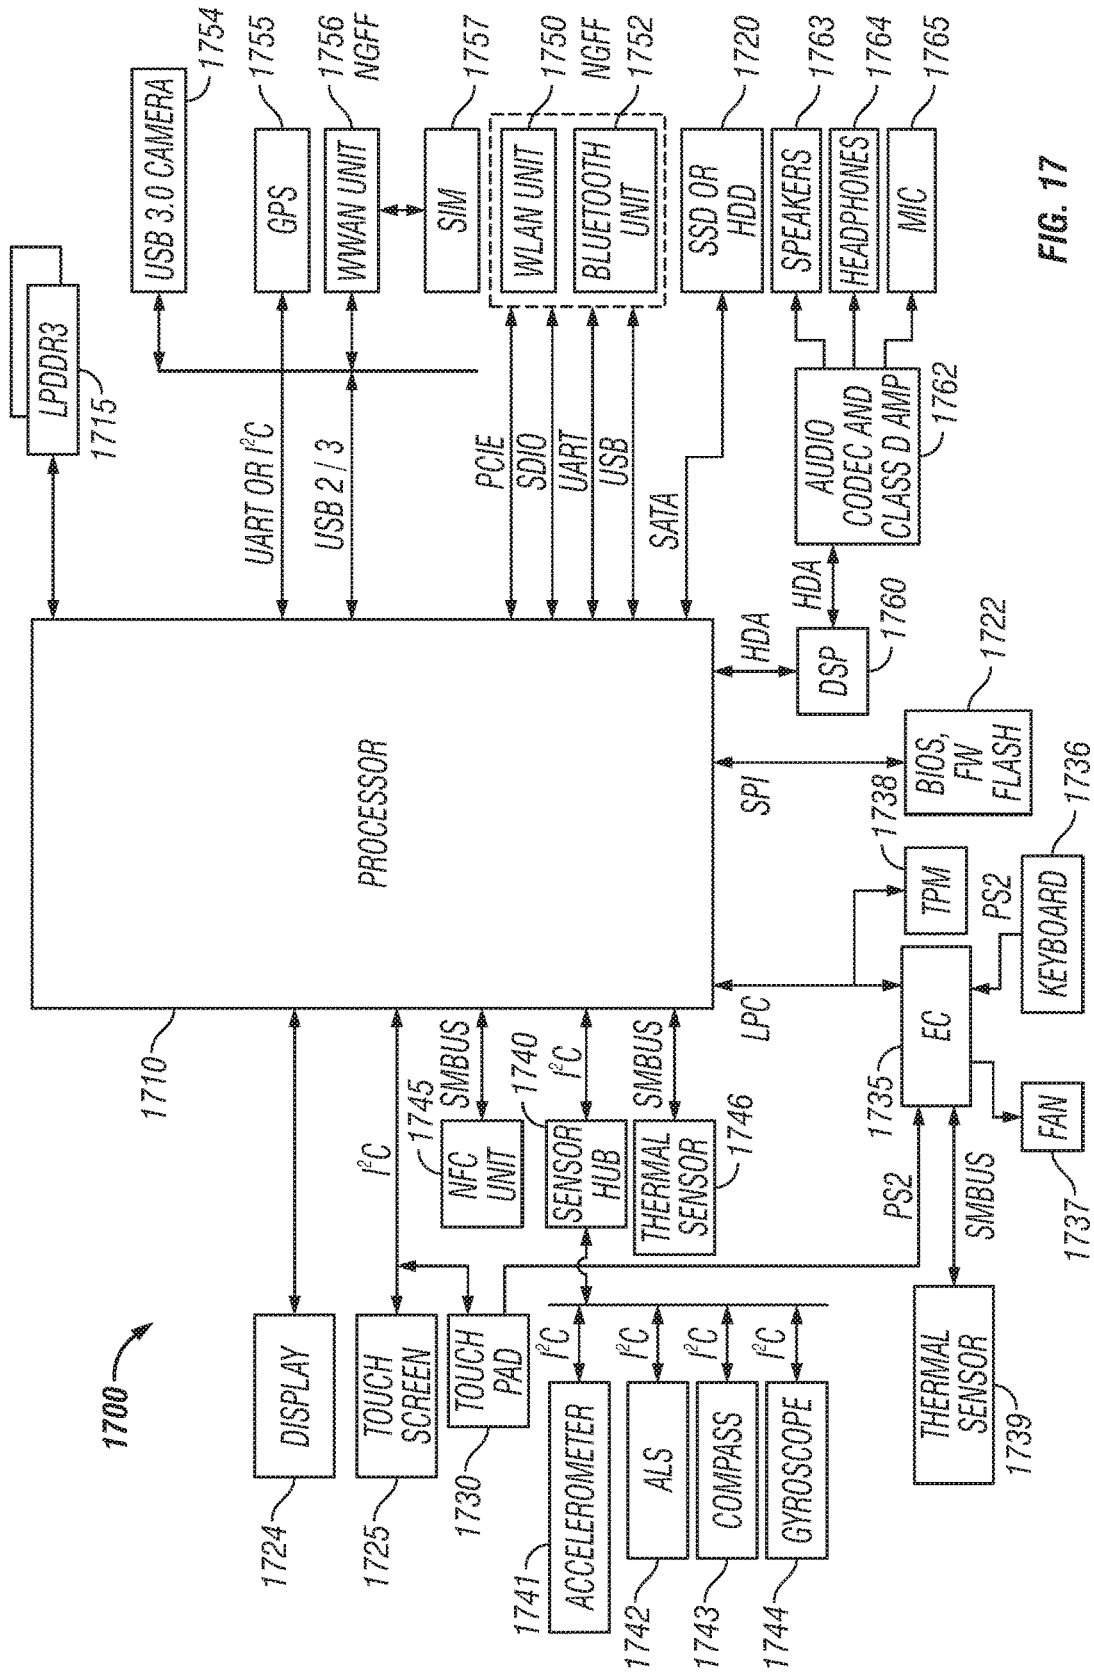 1700
DISPLAY
1724
TOUCH
SCREEN
1725
TOUCH
PAD
1730
I²C
ACCELEROMETER
1741
I²C
ALS
1742
I²C
COMPASS
1743
I²C
GYROSCOPE
1744
I²C
NFC
UNIT
1745
SMBUS
SENSOR
HUB
1740
I²C
THERMAL
SENSOR
1746
SMBUS
THERMAL
SENSOR
1739
SMBUS
PS2
FAN
1737
EC
1735
LPC
KEYBOARD
1736
PS2
TPM
1738
BIOS,
FW
FLASH
1722
SPI
PROCESSOR
1710
LPDDR3
1715
USB 3.0 CAMERA
1754
UART OR I²C
GPS
1755
USB 2 / 3
WWAN UNIT
1756
NGFF
SIM
1757
PCIE
SDIO
UART
USB
WLAN UNIT
1750
NGFF
BLUETOOTH
UNIT
1752
SATA
SSD OR
HDD
1720
HDA
DSP
1760
HDA
AUDIO
CODEC AND
CLASS D AMP
1762
SPEAKERS
1763
HEADPHONES
1764
MIC
1765
FIG. 17